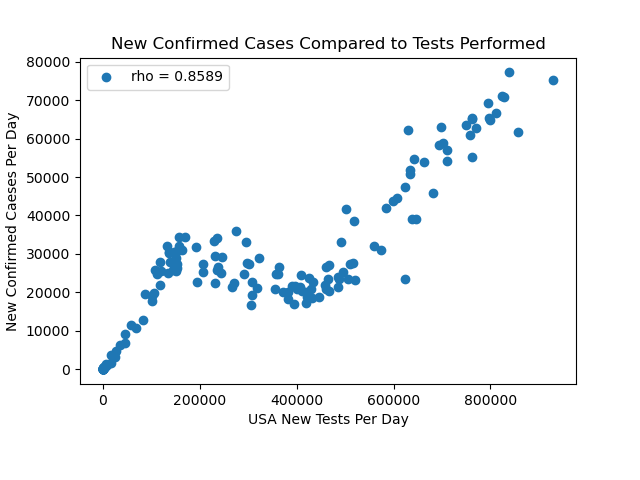 New Confirmed Cases Compared to Tests Performed
rho = 0.8589
80000
70000
60000
50000
40000
30000
20000
10000
0
New Confirmed Caeses Per Day
0 200000 400000 600000 800000
USA New Tests Per Day